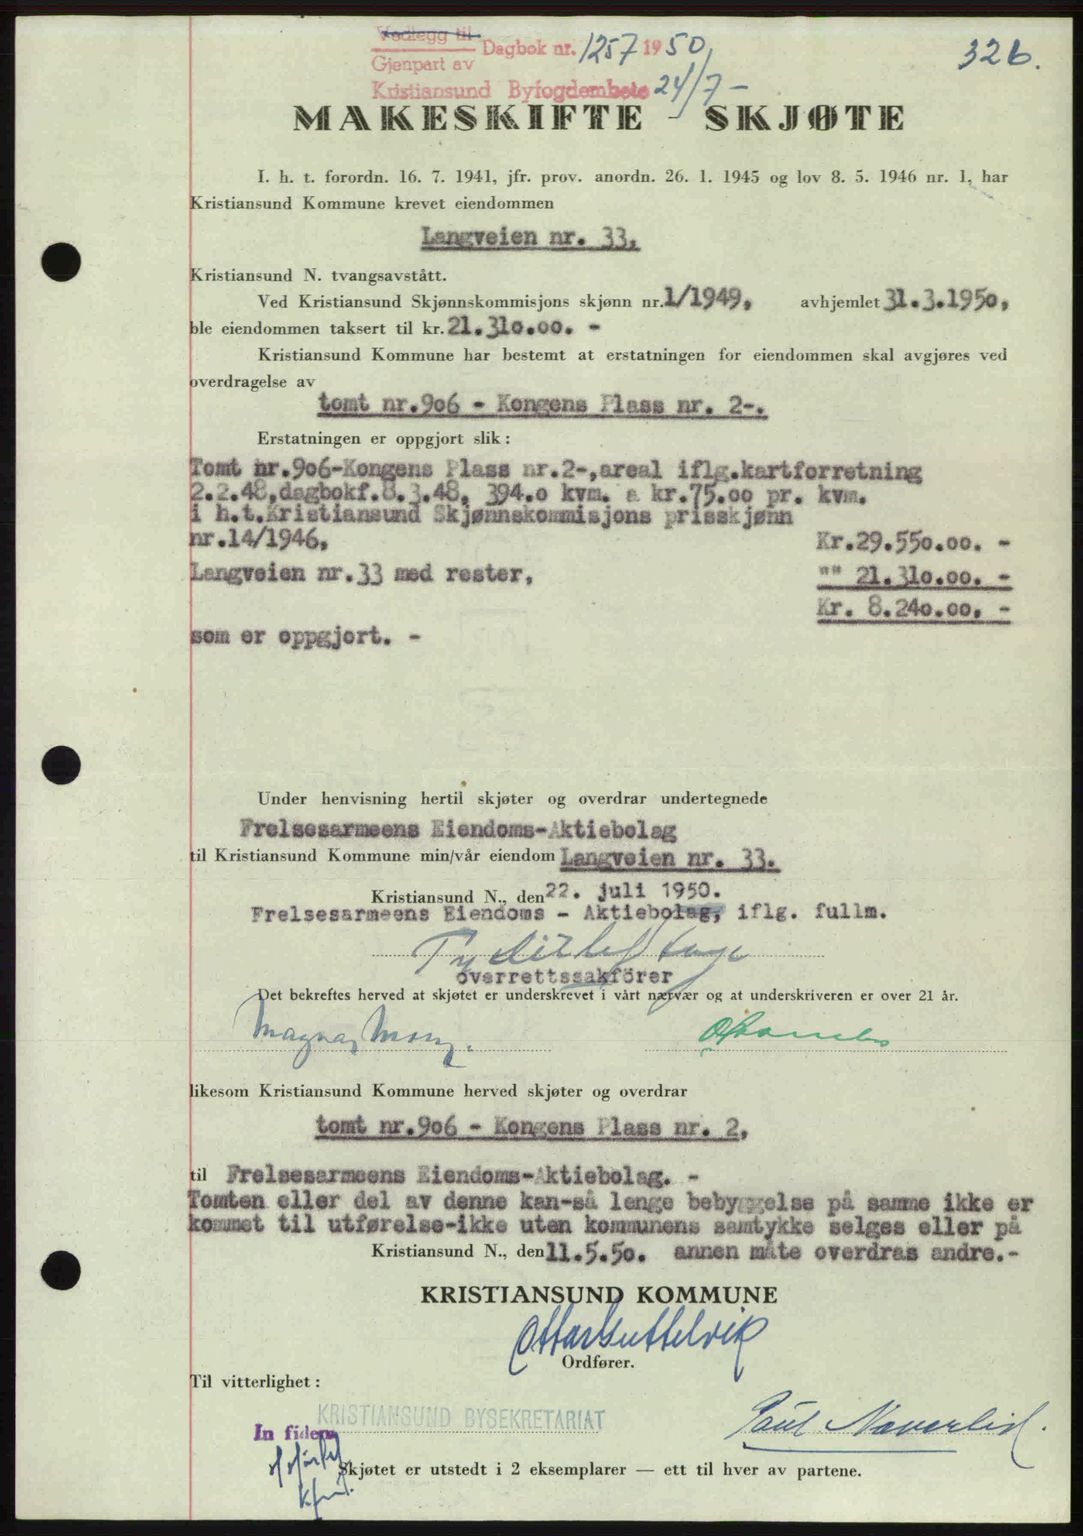 Vedlegg til
Dagbok nr. 1257 1950
326.
Gjenpart av
Kristiansund Byfogdembete 24/7 -
MAKESKIFTE - SKJØTE
I. h. t. forordn. 16. 7. 1941, jfr. prov. anordn. 26. 1. 1945 og lov 8. 5. 1946 nr. 1, har
Kristiansund Kommune krevet eiendommen
Langveien nr. 33,
Kristiansund N. tvangsavstått.
Ved Kristiansund Skjønnskommisjons skjønn nr. 1/1949, avhjemlet 31.3.1950,
ble eiendommen taksert til kr. 21.310.00. -
Kristiansund Kommune har bestemt at erstatningen for eiendommen skal avgjøres ved
overdragelse av
tomt nr.906 - Kongens Plass nr. 2-.
Erstatningen er oppgjort slik :
Tomt nr.906-Kongens Plass nr.2-,areal iflg.kartforretning
2.2.48,dagbokf.8.3.48, 394.0 kvm. a kr.75.00 pr. kvm.
i h.t.Kristiansund Skjønnskommisjons prisskjønn
nr.14/1946, Kr.29.550.00. -
Langveien nr.33 med rester, "" 21.310.00. -
Kr. 8.240.00, -
som er oppgjort. -
Under henvisning hertil skjøter og overdrar undertegnede
Frelsesarmeens Eiendoms-Aktiebolag
til Kristiansund Kommune min/vår eiendom Langveien nr. 33.
Kristiansund N., den 22. juli 1950.
Frelsesarmeens Eiendoms - Aktiebolag, iflg. fullm.
overrettssakförer
Det bekreftes herved at skjøtet er underskrevet i vårt nærvær og at underskriveren er over 21 år.
likesom Kristiansund Kommune herved skjøter og overdrar
tomt nr.906 - Kongens Plass nr. 2,
til Frelsesarmeens Eiendoms-Aktiebolag. -
Tomten eller del av denne kan-så lenge bebyggelse på samme ikke er
kommet til utførelse-ikke uten kommunens samtykke selges eller på
Kristiansund N., den 11.5.50. annen måte overdras andre.-
KRISTIANSUND KOMMUNE
Ordfører.
Til vitterlighet :
KRISTIANSUND BYSEKRETARIAT
Paul Naverlid.
In fidem
Skjøtet er utstedt i 2 eksemplarer — ett til hver av partene.